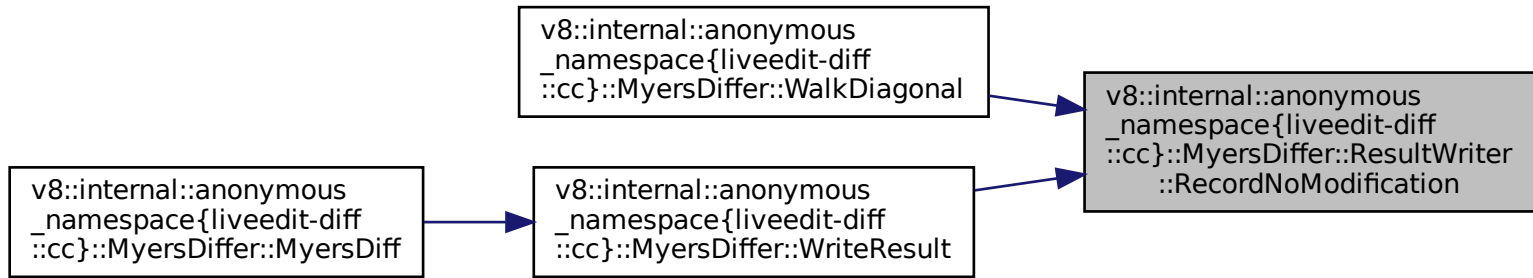 v8::internal::anonymous
_namespace{liveedit-diff
::cc}::MyersDiffer::WalkDiagonal
v8::internal::anonymous
_namespace{liveedit-diff
::cc}::MyersDiffer::ResultWriter
::RecordNoModification
v8::internal::anonymous
_namespace{liveedit-diff
::cc}::MyersDiffer::MyersDiff
v8::internal::anonymous
_namespace{liveedit-diff
::cc}::MyersDiffer::WriteResult